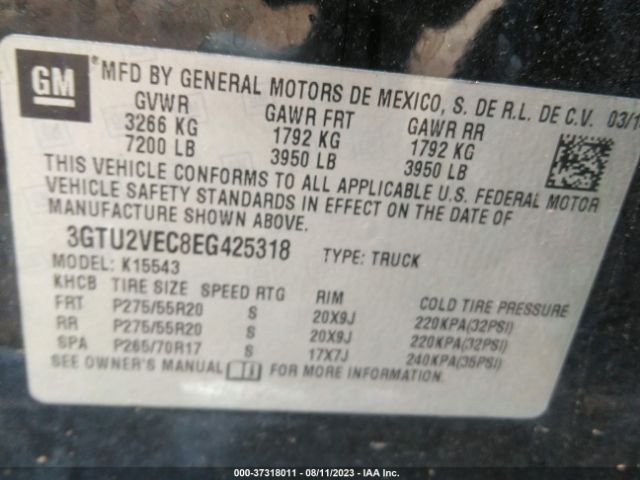 GM
®MFD BY GENERAL MOTORS DE MEXICO, S. DE R.L. DE C.V. 03/1
GVWR GAWR FRT GAWR RR
3266 KG 1792 KG 1792 KG
7200 LB 3950 LB 3950 LB
THIS VEHICLE CONFORMS TO ALL APPLICABLE U.S. FEDERAL MOTOR
VEHICLE SAFETY STANDARDS IN EFFECT ON THE DATE OF
MANUFACTURE SHOWN ABOVE.
3GTU2VEC8EG425318 TYPE: TRUCK
MODEL: K15543
KHCB TIRE SIZE SPEED RTG RIM COLD TIRE PRESSURE
FRT P275/55R20 S 20X9J 220KPA(32PSI)
RR P275/55R20 S 20X9J 220KPA(32PSI)
SPA P265/70R17 S 17X7J 240KPA(35PSI)
SEE OWNER'S MANUAL FOR MORE INFORMATION.
000-37318011 - 08/11/2023 - IAA Inc.